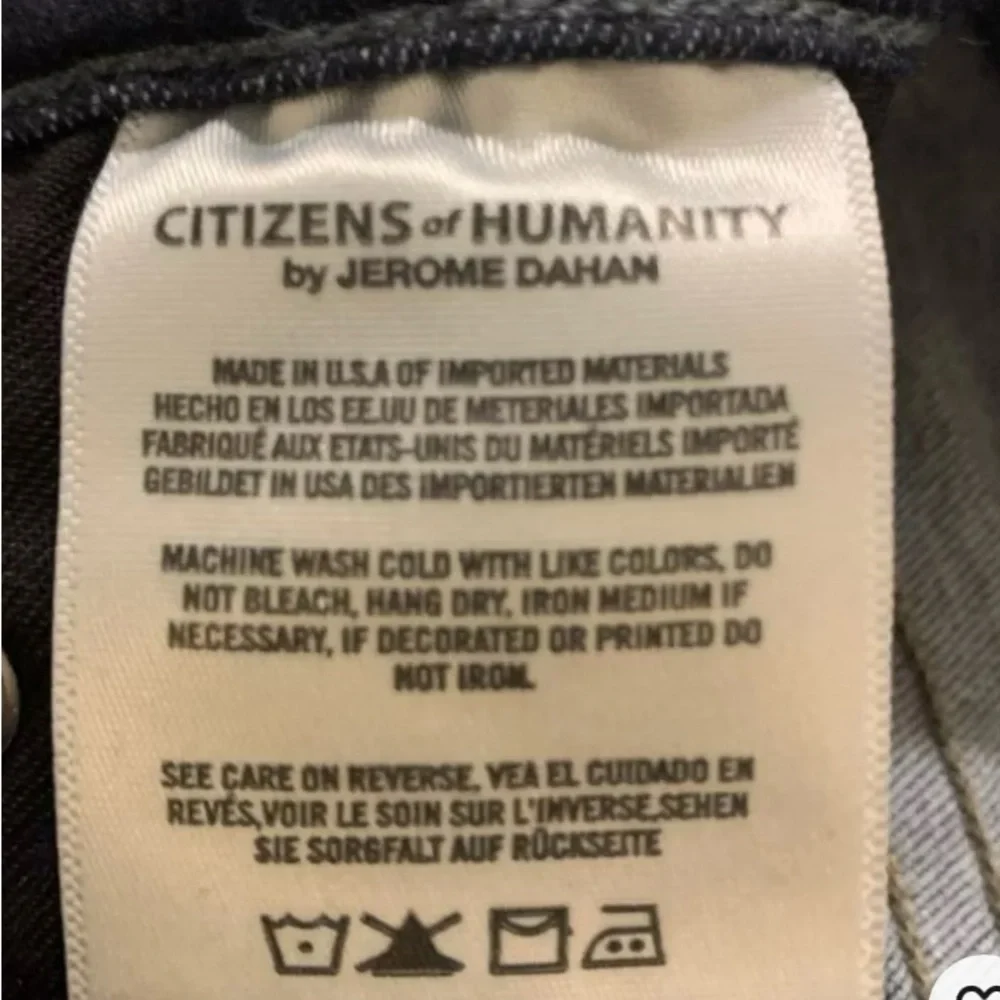 CITIZENS of HUMANITY
by JEROME DAHAN
MADE IN U.S.A OF IMPORTED MATERIALS
HECHO EN LOS EE.UU DE METERIALES IMPORTADA
FABRIQUÉ AUX ETATS-UNIS DU MATÉRIELS IMPORTÉ
GEBILDET IN USA DES IMPORTIERTEN MATERIALIEN
MACHINE WASH COLD WITH LIKE COLORS, DO
NOT BLEACH, HANG DRY, IRON MEDIUM IF
NECESSARY, IF DECORATED OR PRINTED DO
NOT IRON.
SEE CARE ON REVERSE, VEA EL CUIDADO EN
REVÉS,VOIR LE SOIN SUR L'INVERSE,SEHEN
SIE SORGFALT AUF RÜCKSEITE